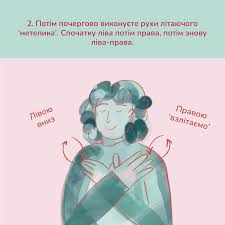 2. Потім почергово виконуєте рухи літаючого
'метелика'. Спочатку ліва потім права, потім знову
ліва-права.
Лівою
вниз
Правою
'взлітаємо'